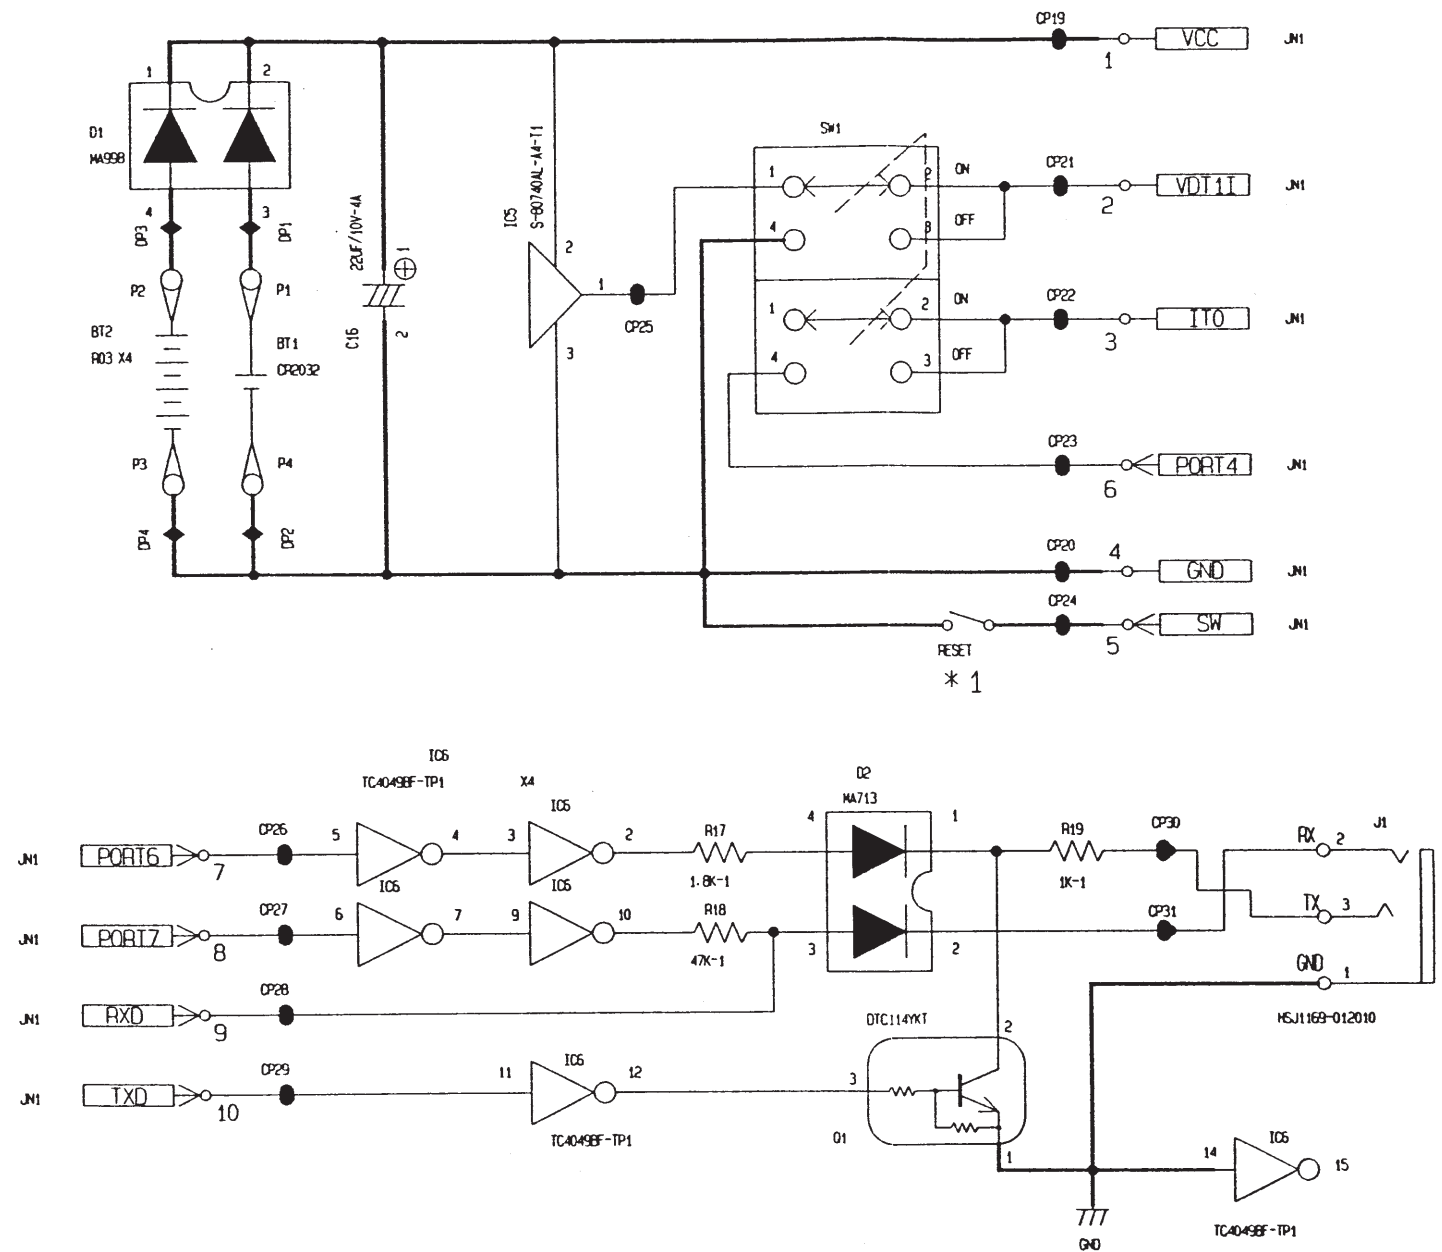 CP19
VCC
JN1
1
1
2
D1
MA998
4
3
DP3
DP1
P2
P1
BT2
R03 X4
BT1
CR2032
P3
P4
DP4
DP2
22UF/10V-4A
1
C16
2
IC5
S-80740AL-A4-T1
2
1
3
CP25
SW1
1
2
ON
4
3
OFF
1
2
ON
4
3
OFF
CP21
VDT1I
JN1
2
CP22
IT0
JN1
3
CP23
PORT4
JN1
6
CP20
4
GND
JN1
CP24
SW
JN1
5
RESET
* 1
IC6
TC4049BF-TP1
X4
JN1
PORT6
7
CP26
5
4
IC6
3
IC6
2
R17
1.8K-1
JN1
PORT7
8
CP27
6
7
9
IC6
10
R18
47K-1
JN1
RXD
9
CP28
JN1
TXD
10
CP29
11
IC6
12
TC4049BF-TP1
D2
MA713
4
1
3
2
R19
1K-1
CP30
CP31
J1
RX
2
TX
3
GND
1
HSJ1169-012010
DTC114YKT
2
3
Q1
1
GND
14
IC6
15
TC4049BF-TP1